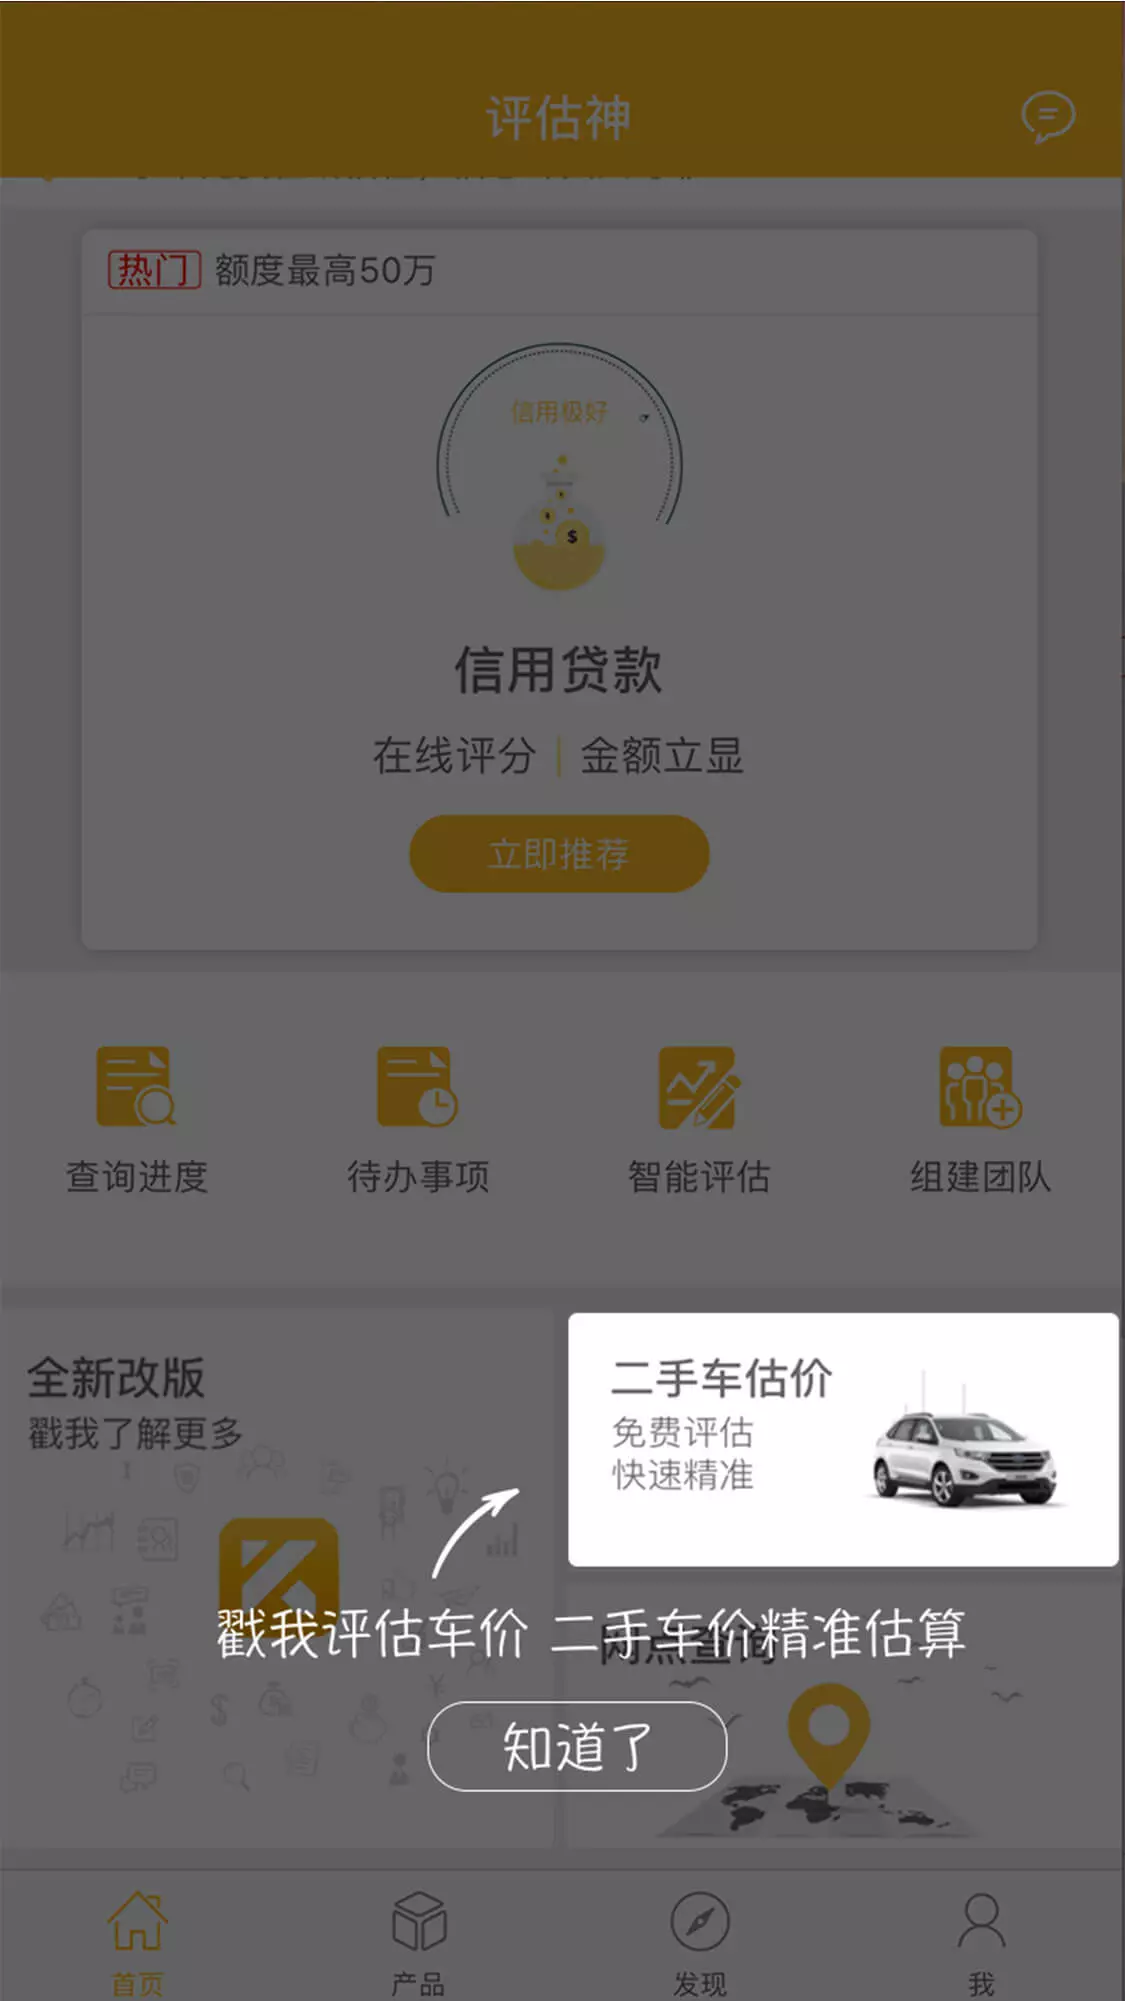 评估神
热门 额度最高50万
信用极好
信用贷款
在线评分 | 金额立显
立即推荐
查询进度 待办事项 智能评估 组建团队
全新改版
戳我了解更多
二手车估价
免费评估
快速精准
戳我评估车价 二手车价精准估算
网点查询
知道了
首页 产品 发现 我